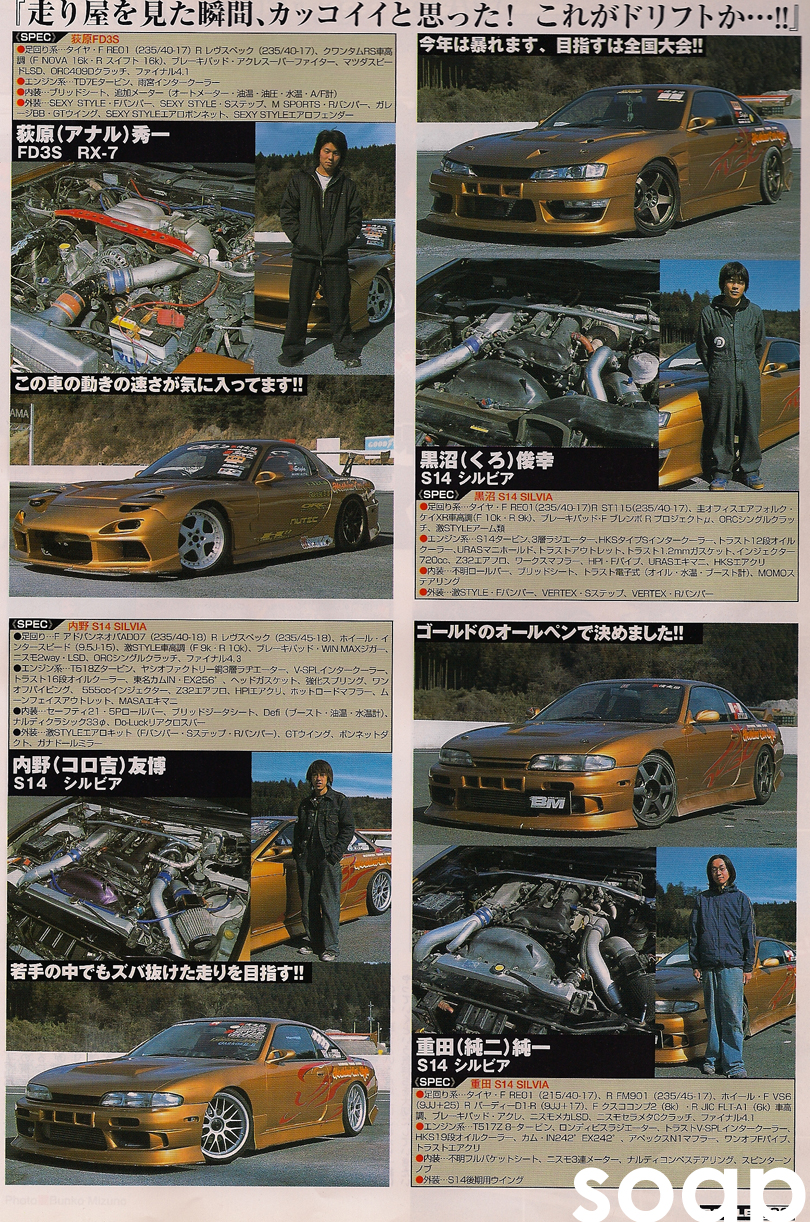 『走り屋を見た瞬間、カッコイイと思った! これがドリフトか…!!』
《SPEC》 荻原FD3S
●足回り系…タイヤ・F RE01(235/40-17) R レヴスペック(235/40-17)、クワンタムRS車高
調(F NOVA 16k・R スイフト 16k)、ブレーキパッド・アクレスーパーファイター、マツダスピ
ードLSD、ORC409Dクラッチ、ファイナル4.1
●エンジン系…TD7Eタービン、雨宮インタークーラー
●内装…ブリッドシート、追加メーター(オートメーター・油温・油圧・水温・A/F計)
●外装…SEXY STYLE・Fバンパー、SEXY STYLE・Sステップ、M SPORTS・Rバンパー、ガレ
ージBB・GTウイング、SEXY STYLEエアロボンネット、SEXY STYLEエアロフェンダー
荻原(アナル)秀一
FD3S RX-7
この車の動きの速さが気に入ってます!!
《SPEC》 内野 S14 SILVIA
●足回り…F アドバンネオバAD07(235/40-18) R レヴスペック(235/45-18)、ホイール・イ
ンタースピード(9.5J-15)、激STYLE車高調(F 9k・R 10k)、ブレーキパッド・WIN MAXジガー、
ニスモ2way・LSD、ORCシングルクラッチ、ファイナル4.3
●エンジン系…T518Zタービン、ヤシオファクトリー銅3層ラヂエーター、V-SPLインタークーラー、
トラスト16段オイルクーラー、東名カムIN・EX256°、ヘッドガスケット、強化スプリング、ワン
オフパイピング、555ccインジェクター、Z32エアフロ、HPIエアクリ、ホットロードマフラー、ム
ーンフェイスアウトレット、MASAエキマニ
●内装…セーフティ21・5Pロールバー、ブリッドジータシート、Defi(ブースト・油温・水温計)、
ナルディクラシック33φ、Do-Luckリアクロスバー
●外装…激STYLEエアロキット(Fバンパー・Sステップ・Rバンパー)、GTウイング、ボンネットダ
クト、ガナドールミラー
内野(コロ吉)友博
S14 シルビア
若手の中でもズバ抜けた走りを目指す!!
今年は暴れます、目指すは全国大会!!
黒沼(くろ)俊幸
S14 シルビア
《SPEC》 黒沼 S14 SILVIA
●足回り系…タイヤ・F RE01(235/40-17)R ST115(235/40-17)、圭オフィスエアフォルク・
ケイXR車高調(F 10k・R 9k)、ブレーキパッド・F ブレンボ R プロジェクトμ、ORCシングルクラッ
チ、激STYLEアーム類
●エンジン系…S14タービン、3層ラヂエーター、HKSタイプSインタークーラー、トラスト12段オイル
クーラー、URASマニホールド、トラストアウトレット、トラスト1.2mmガスケット、インジェクター
720cc、Z32エアフロ、ワークスマフラー、HPI・Fパイプ、URASエキマニ、HKSエアクリ
●内装…不明ロールバー、ブリッドシート、トラスト電子式(オイル・水温・ブースト計)、MOMOス
テアリング
●外装…激STYLE・Fバンパー、VERTEX・Sステップ、VERTEX・Rバンパー
ゴールドのオールペンで決めました!!
BM
重田(純二)純一
S14 シルビア
《SPEC》 重田 S14 SILVIA
●足回り系…タイヤ・F RE01(215/40-17) R FM901(235/45-17)、ホイール・F VS6
(9JJ+25) R バーディーD1-R(9JJ+17)、F クスココンプ2(8k)・R JIC FLT-A1(6k)車高
調、ブレーキパッド・アクレ、ニスモメカLSD、ニスモセラメタCクラッチ、ファイナル4.1
●エンジン系…T517Z 8-タービン、ロンディビスラジエーター、トラストV-SPLインタークーラー、
HKS19段オイルクーラー、カム・IN242°EX242°、アペックスN1マフラー、ワンオフFパイプ、
トラストエアクリ
●内装…不明フルバケットシート、ニスモ3連メーター、ナルディコンペステアリング、スピンターン
ノブ
●外装…S14後期用ウイング
soap